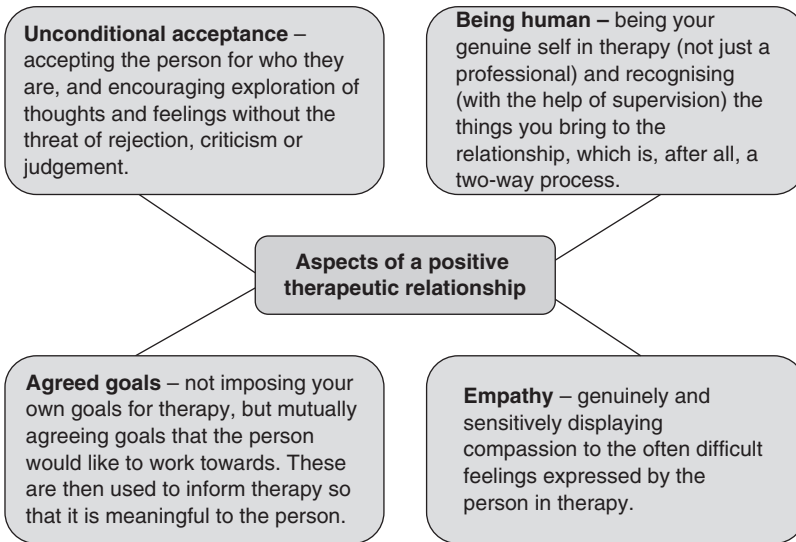 Unconditional acceptance –
accepting the person for who they
are, and encouraging exploration of
thoughts and feelings without the
threat of rejection, criticism or
judgement.
Being human – being your
genuine self in therapy (not just a
professional) and recognising
(with the help of supervision) the
things you bring to the
relationship, which is, after all, a
two-way process.
Aspects of a positive
therapeutic relationship
Agreed goals – not imposing your
own goals for therapy, but mutually
agreeing goals that the person
would like to work towards. These
are then used to inform therapy so
that it is meaningful to the person.
Empathy – genuinely and
sensitively displaying
compassion to the often difficult
feelings expressed by the
person in therapy.